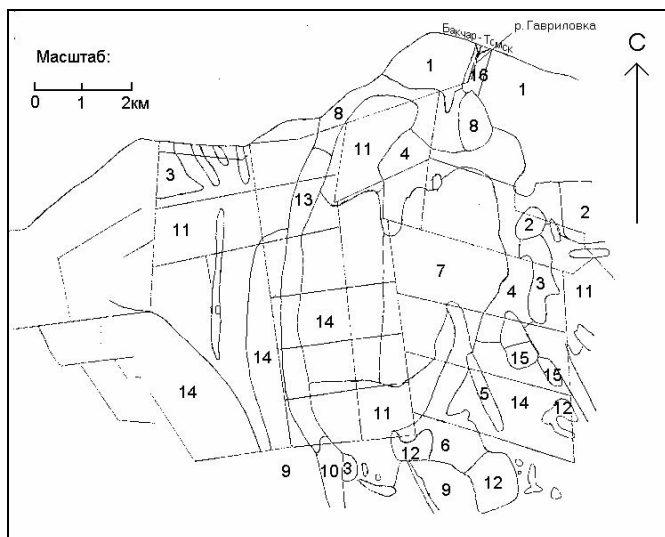 Бакчар - Томск
р. Гавриловка
Масштаб:
0 1 2км
С
1 16 1
8 8
11 4
3 13 2 2
11 7 4 3 11
14 14 14 15
15
5 14 12
11
12 6
9 10 3 9 12